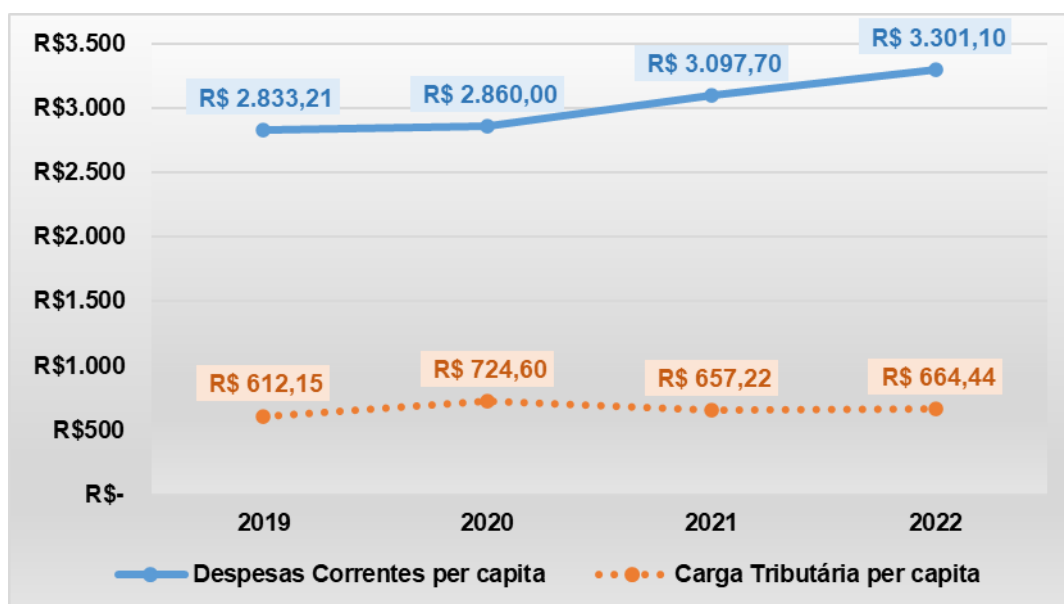 R$3.500
R$3.000
R$2.500
R$2.000
R$1.500
R$1.000
R$500
R$-
R$ 2.833,21
R$ 2.860,00
R$ 3.097,70
R$ 3.301,10
R$ 612,15
R$ 724,60
R$ 657,22
R$ 664,44
2019 2020 2021 2022
Despesas Correntes per capita Carga Tributária per capita